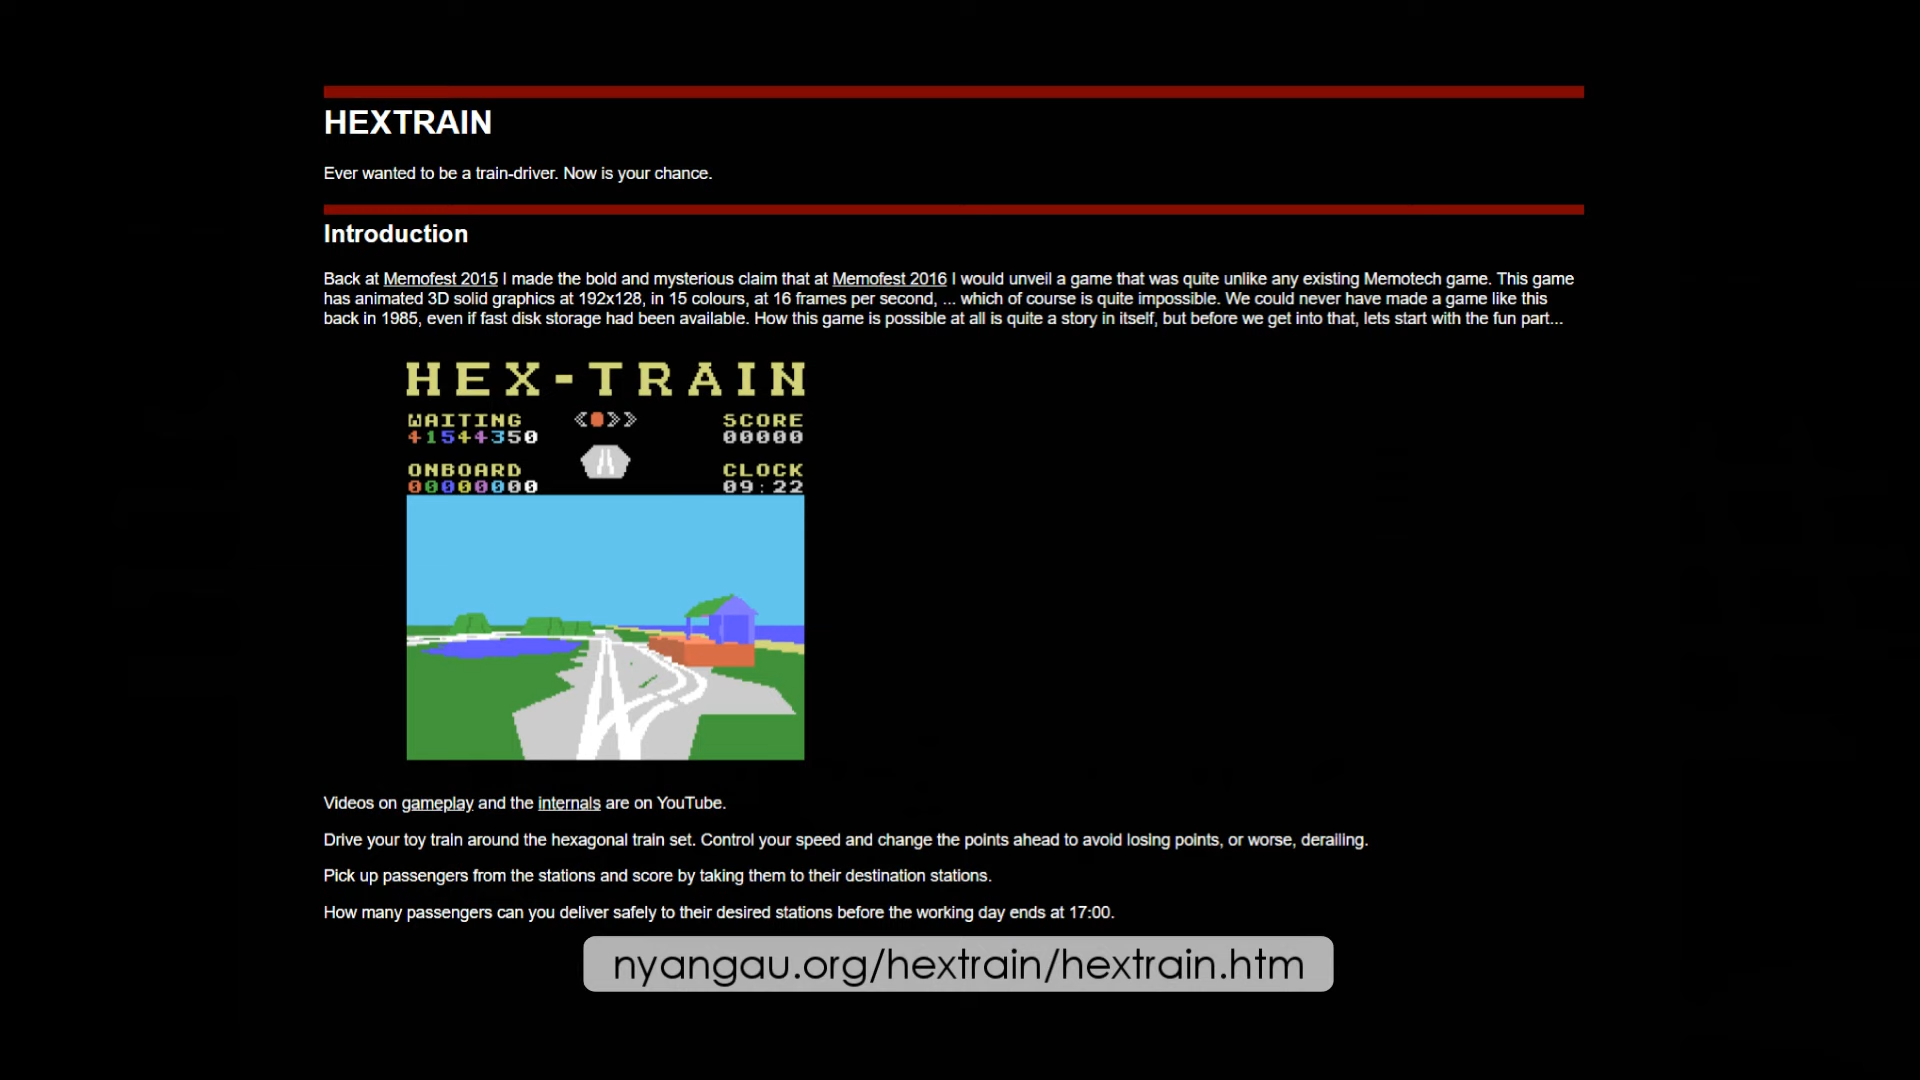 HEXTRAIN
Ever wanted to be a train-driver. Now is your chance.
Introduction
Back at Memofest 2015 I made the bold and mysterious claim that at Memofest 2016 I would unveil a game that was quite unlike any existing Memotech game. This game
has animated 3D solid graphics at 192x128, in 15 colours, at 16 frames per second, ... which of course is quite impossible. We could never have made a game like this
back in 1985, even if fast disk storage had been available. How this game is possible at all is quite a story in itself, but before we get into that, lets start with the fun part...
HEX-TRAIN
WAITING SCORE
41544350 00000
ONBOARD CLOCK
00000000 09:22
Videos on gameplay and the internals are on YouTube.
Drive your toy train around the hexagonal train set. Control your speed and change the points ahead to avoid losing points, or worse, derailing.
Pick up passengers from the stations and score by taking them to their destination stations.
How many passengers can you deliver safely to their desired stations before the working day ends at 17:00.
nyangau.org/hextrain/hextrain.htm